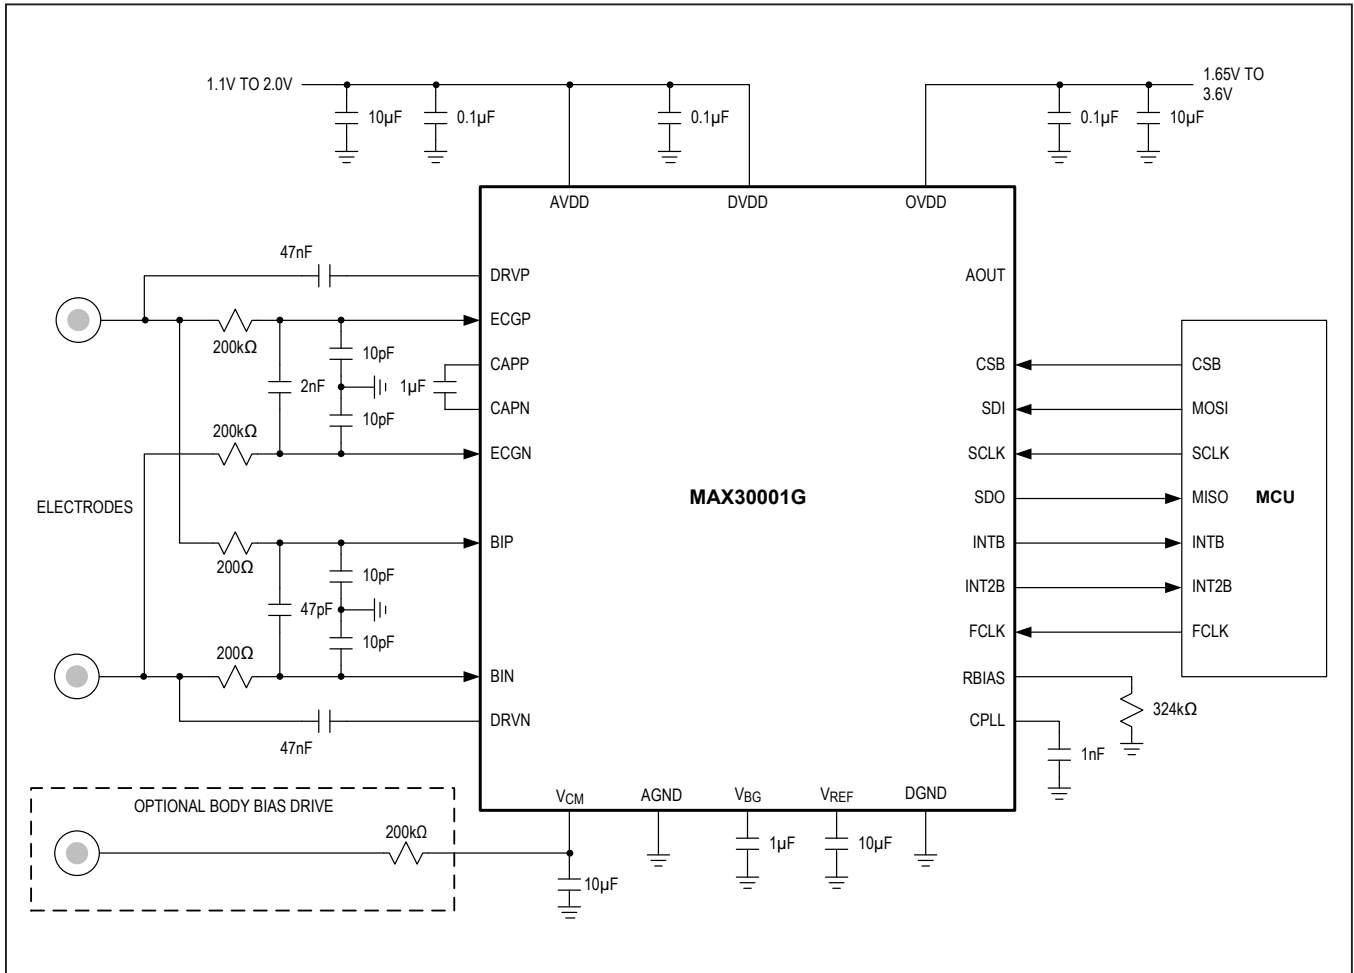 1.1V TO 2.0V
10µF
0.1µF
0.1µF
1.65V TO
3.6V
0.1µF
10µF
AVDD
DVDD
OVDD
47nF
DRVP
AOUT
ECGP
200kΩ
10pF
CAPP
1µF
2nF
CAPN
10pF
200kΩ
ECGN
ELECTRODES
BIP
200Ω
10pF
47pF
10pF
200Ω
BIN
DRVN
47nF
MAX30001G
CSB
SDI
SCLK
SDO
INTB
INT2B
FCLK
RBIAS
CPLL
CSB
MOSI
SCLK
MISO
MCU
INTB
INT2B
FCLK
324kΩ
1nF
VCM
AGND
VBG
VREF
DGND
OPTIONAL BODY BIAS DRIVE
200kΩ
10µF
1µF
10µF